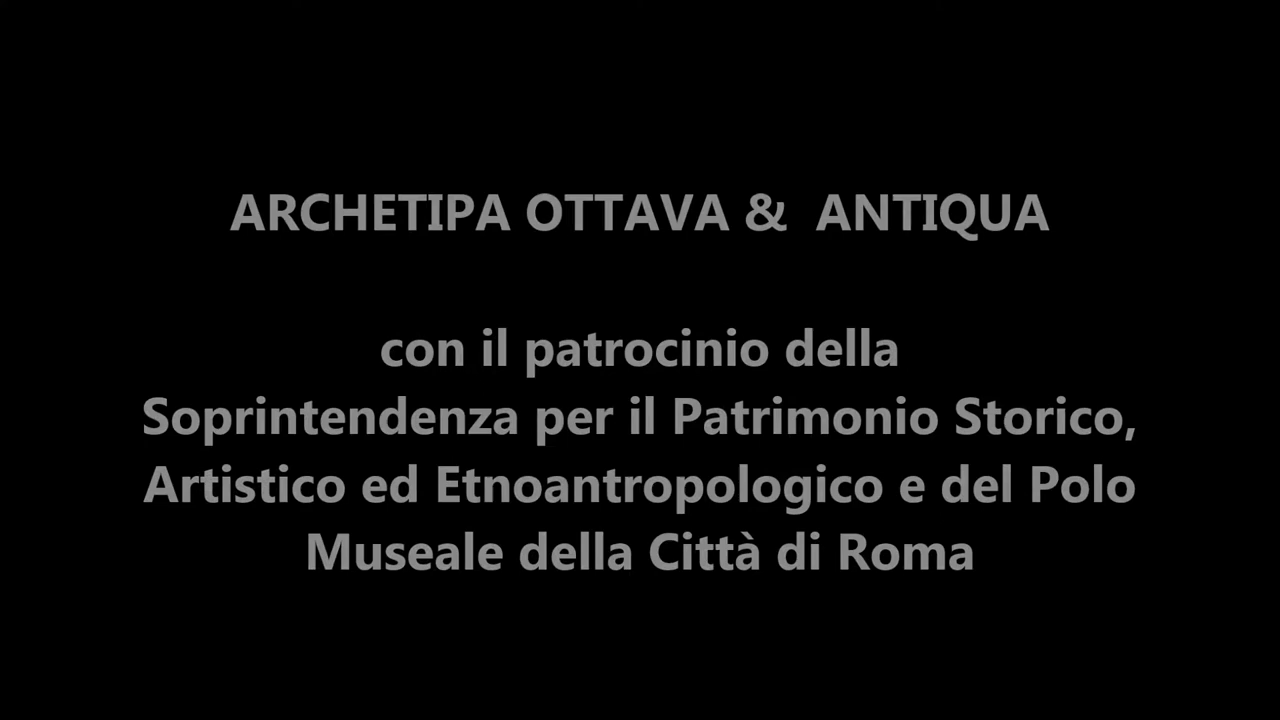 ARCHETIPA OTTAVA & ANTIQUA
con il patrocinio della
Soprintendenza per il Patrimonio Storico,
Artistico ed Etnoantropologico e del Polo
Museale della Città di Roma